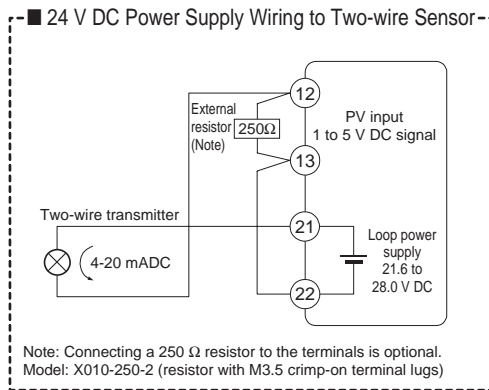 ■ 24 V DC Power Supply Wiring to Two-wire Sensor
12
External
resistor
(Note)
250Ω
PV input
1 to 5 V DC signal
13
Two-wire transmitter
21
4-20 mADC
Loop power
supply
21.6 to
28.0 V DC
22
Note: Connecting a 250 Ω resistor to the terminals is optional.
Model: X010-250-2 (resistor with M3.5 crimp-on terminal lugs)